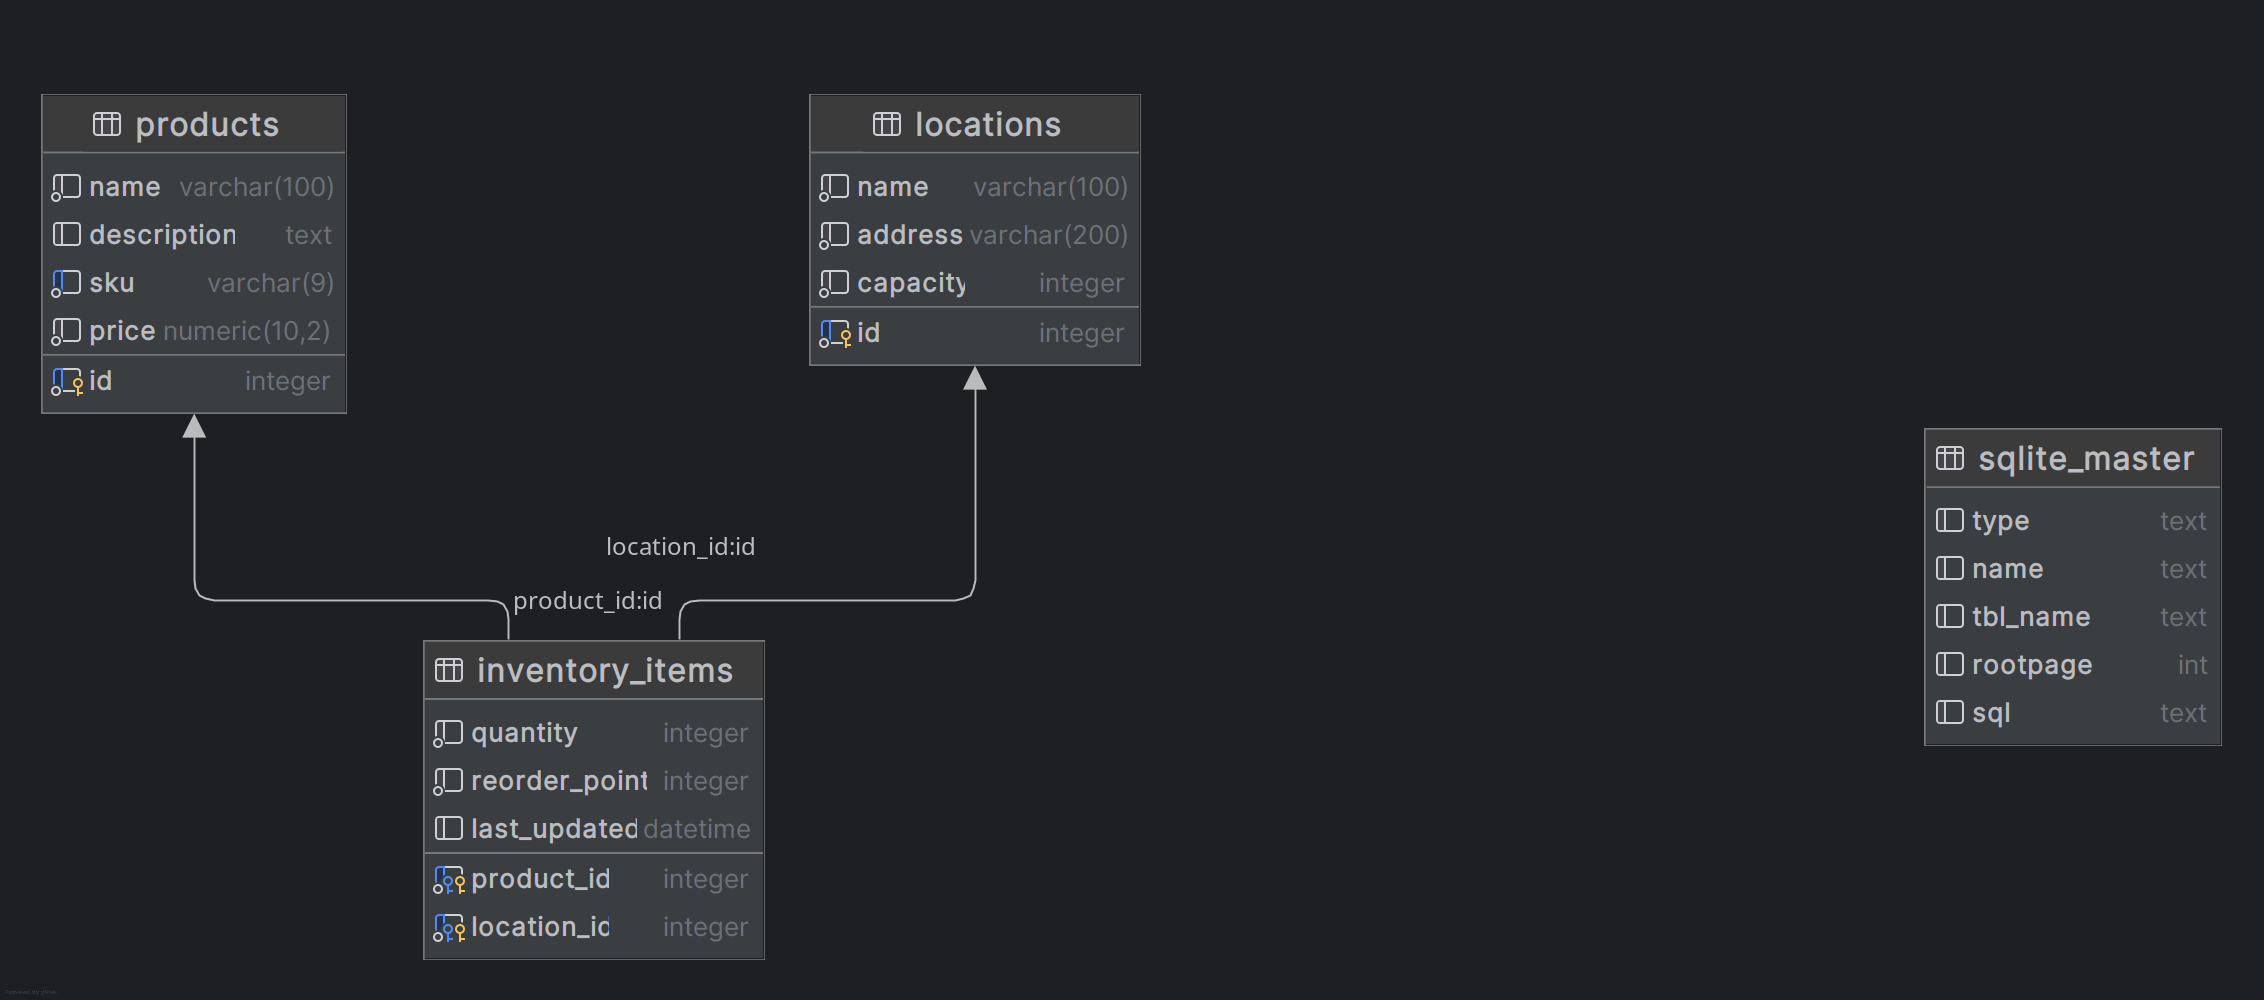 products
name varchar(100)
description text
sku varchar(9)
price numeric(10,2)
id integer
locations
name varchar(100)
address varchar(200)
capacity integer
id integer
sqlite_master
type text
name text
tbl_name text
rootpage int
sql text
location_id:id
product_id:id
inventory_items
quantity integer
reorder_point integer
last_updated datetime
product_id integer
location_id integer